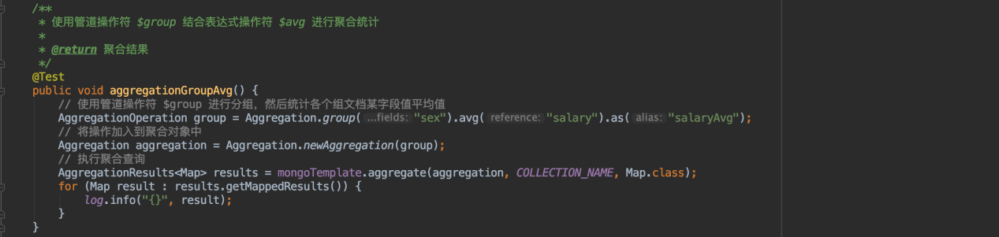 /**
 * 使用管道操作符 $group 结合表达式操作符 $avg 进行聚合统计
 *
 * @return 聚合结果
 */
@Test
public void aggregationGroupAvg() {
    // 使用管道操作符 $group 进行分组，然后统计各个组文档某字段值平均值
    AggregationOperation group = Aggregation.group( ...fields: "sex").avg( reference: "salary").as( alias: "salaryAvg");
    // 将操作加入到聚合对象中
    Aggregation aggregation = Aggregation.newAggregation(group);
    // 执行聚合查询
    AggregationResults<Map> results = mongoTemplate.aggregate(aggregation, COLLECTION_NAME, Map.class);
    for (Map result : results.getMappedResults()) {
        log.info("{}", result);
    }
}